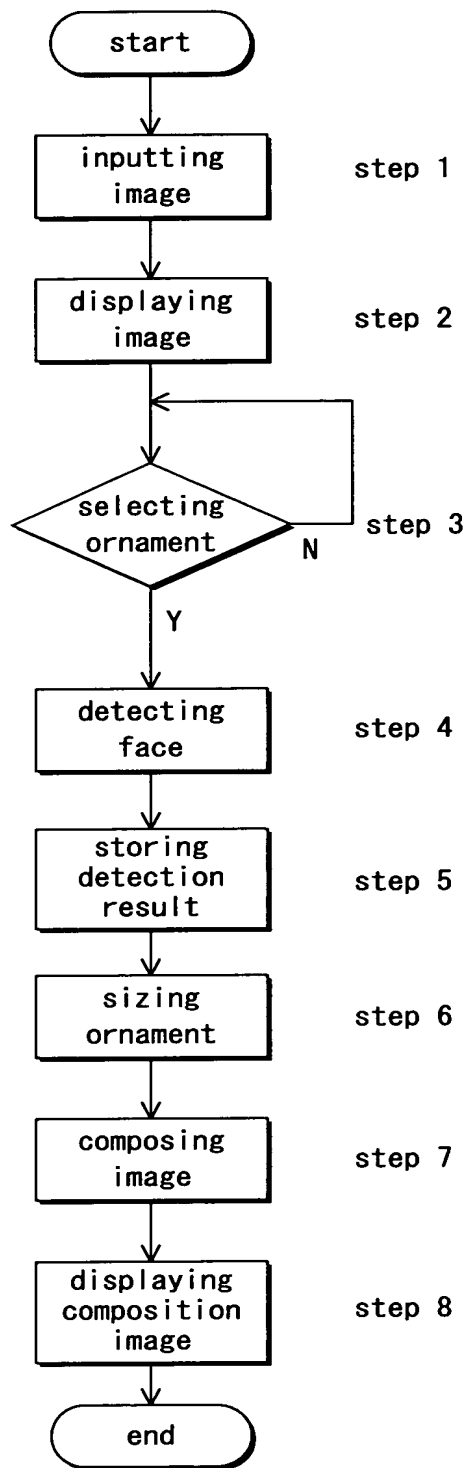 start
inputting
image
step 1
displaying
image
step 2
selecting
ornament
step 3
N
Y
detecting
face
step 4
storing
detection
result
step 5
sizing
ornament
step 6
composing
image
step 7
displaying
composition
image
step 8
end